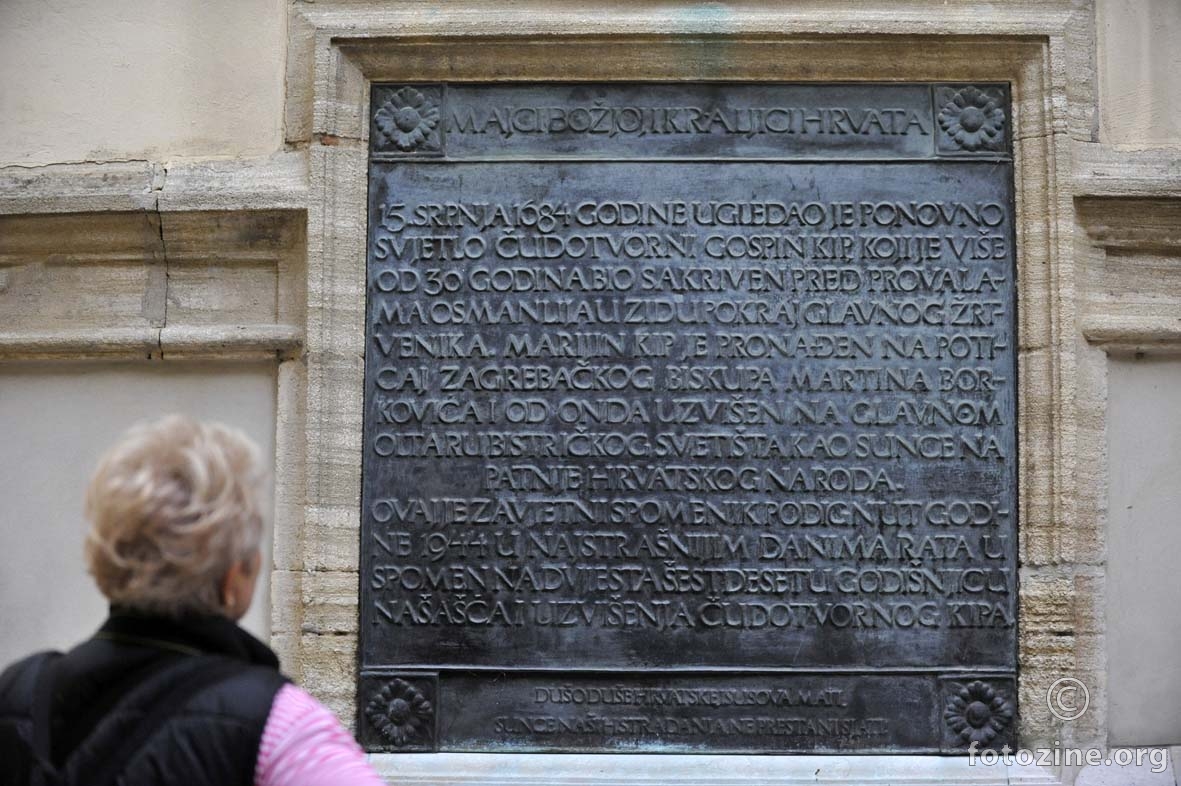 MAJCI BOŽJOJ KRALJICI HRVATA
15. SRPNJA 1684 GODINE UGLEDAO JE PONOVNO
SVJETLO ČUDOTVORNI GOSPIN KIP, KOJI JE VIŠE
OD 30 GODINA BIO SAKRIVEN PRED PROVALA-
MA OSMANLIJA U ZIDU POKRAJ GLAVNOG ŽRT-
VENIKA. MARIJIN KIP JE PRONAĐEN NA POTI-
CAJ ZAGREBAČKOG BISKUPA MARTINA BOR-
KOVIĆA I OD ONDA UZVIŠEN NA GLAVNOM
OLTARU BISTRIČKOG SVETIŠTA KAO SUNCE NA
PATNJE HRVATSKOG NARODA.
OVAJ JE ZAVJETNI SPOMENIK PODIGNUT GODI-
NE 1944 U NAJSTRAŠNIJIM DANIMA RATA U
SPOMEN NA DVJESTA ŠEST DESETU GODIŠNJICU
NAŠAŠĆA I UZVIŠENJA ČUDOTVORNOG KIPA
DUŠO DUŠE HRVATSKE ISUSOVA MATI,
SUNCE NAŠIH STRADANJA NE PRESTANI SJATI
© fotozine.org